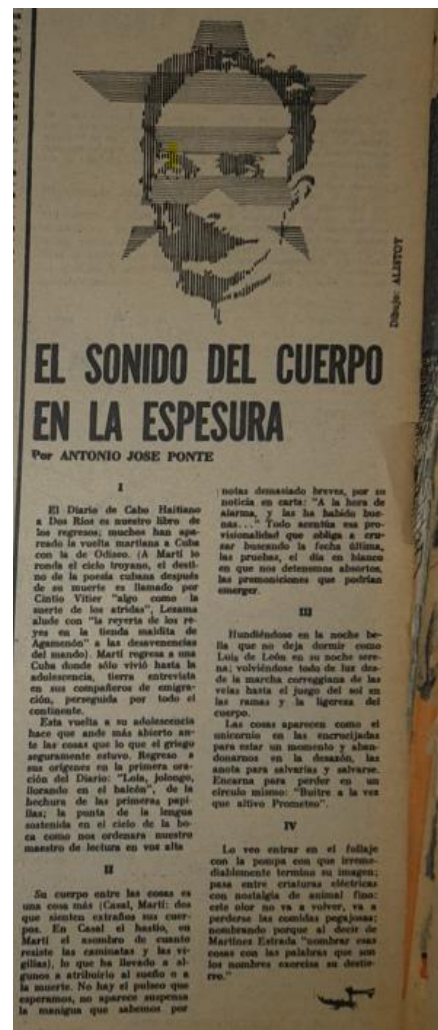 Dibujo: ALISTOY
EL SONIDO DEL CUERPO
EN LA ESPESURA
Por ANTONIO JOSE PONTE
I
El Diario de Cabo Haitiano
a Dos Ríos es nuestro libro de
los regresos; muchos han apa-
reado la vuelta martiana a Cuba
con la de Odiseo. (A Martí lo
ronda el ciclo troyano, el desti-
no de la poesía cubana después
de su muerte es llamado por
Cintio Vitier "algo como la
suerte de los atridas", Lezama
alude con "la reyerta de los re-
yes en la tienda maldita de
Agamenón" a las desavenencias
del mando). Martí regresa a una
Cuba donde sólo vivió hasta la
adolescencia, tierra entrevista
en sus compañeros de emigra-
ción, perseguida por todo el
continente.
Esta vuelta a su adolescencia
hace que ande más abierto an-
te las cosas que lo que el griego
seguramente estuvo. Regreso a
sus orígenes en la primera ora-
ción del Diario: "Lola, jolongo,
llorando en el balcón", de la
hechura de las primeras papi-
llas; la punta de la lengua
sostenida en el cielo de la bo-
ca como nos ordenara nuestro
maestro de lectura en voz alta
II
Su cuerpo entre las cosas es
una cosa más (Casal, Martí: dos
que sienten extraños sus cuer-
pos. En Casal el hastío, en
Martí el asombro de cuanto
resiste las caminatas y las vi-
gilias), lo que ha llevado a al-
gunos a atribuirlo al sueño o a
la muerte. No hay el pulseo que
esperamos, no aparece suspensa
la manigua que sabemos por
notas demasiado breves, por su
noticia en carta: "A la hora de
alarma, y las ha habido bue-
nas..." Todo acentúa esa pro-
visionalidad que obliga a cru-
zar buscando la fecha última,
las pruebas, el día en blanco
en que nos detenemos absortos,
las premoniciones que podrían
emerger.
III
Hundiéndose en la noche be-
lla que no deja dormir como
Luis de León en su noche sere-
na; volviéndose todo de luz des-
de la marcha correggiana de las
velas hasta el juego del sol en
las ramas y la ligereza del
cuerpo.
Las cosas aparecen como el
unicornio en las encrucijadas
para estar un momento y aban-
donarnos en la desazón, las
anota para salvarlas y salvarse.
Encarna para perder en un
círculo mismo: "Buitre a la vez
que altivo Prometeo".
IV
Lo veo entrar en el follaje
con la pompa con que irreme-
diablemente termino su imagen;
pasa entre criaturas eléctricas
con nostalgia de animal fino:
este olor no va a volver, va a
perderse las comidas pegajosas;
nombrando porque al decir de
Martínez Estrada "nombrar esas
cosas con las palabras que son
los nombres exorciza su destie-
rro."